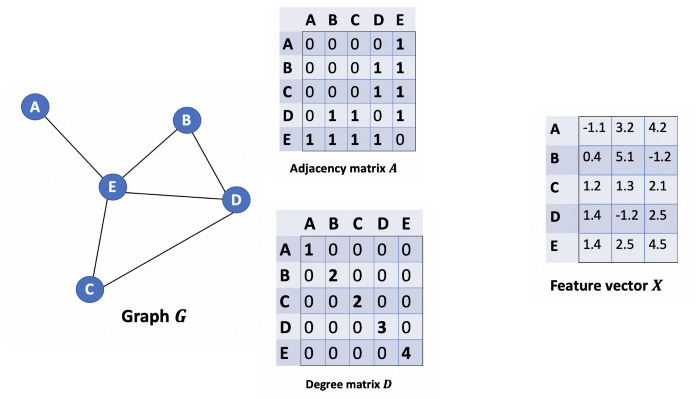 A
B
E
D
C
Graph G
A B C D E
A 0 0 0 0 1
B 0 0 0 1 1
C 0 0 0 1 1
D 0 1 1 0 1
E 1 1 1 1 0
Adjacency matrix A
A B C D E
A 1 0 0 0 0
B 0 2 0 0 0
C 0 0 2 0 0
D 0 0 0 3 0
E 0 0 0 0 4
Degree matrix D
A -1.1 3.2 4.2
B 0.4 5.1 -1.2
C 1.2 1.3 2.1
D 1.4 -1.2 2.5
E 1.4 2.5 4.5
Feature vector X